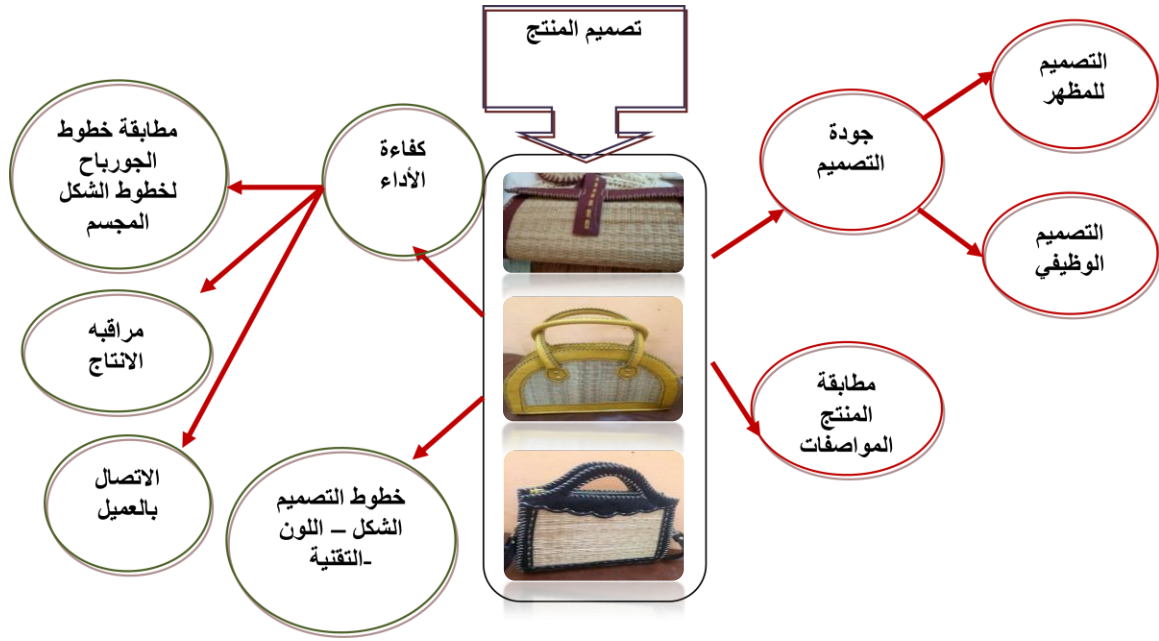 تصميم المنتج
التصميم
للمظهر
جودة
التصميم
التصميم
الوظيفي
مطابقة
المنتج
المواصفات
كفاءة
الأداء
مطابقة خطوط
الجورباح
لخطوط الشكل
المجسم
مراقبه
الانتاج
الاتصال
بالعميل
خطوط التصميم
الشكل – اللون
-التقنية